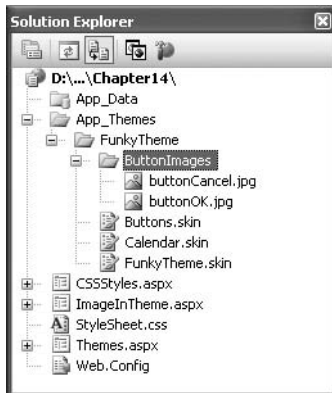 Solution Explorer
D:\...\Chapter14\
App_Data
App_Themes
FunkyTheme
ButtonImages
buttonCancel.jpg
buttonOK.jpg
Buttons.skin
Calendar.skin
FunkyTheme.skin
CSSStyles.aspx
ImageInTheme.aspx
StyleSheet.css
Themes.aspx
Web.Config